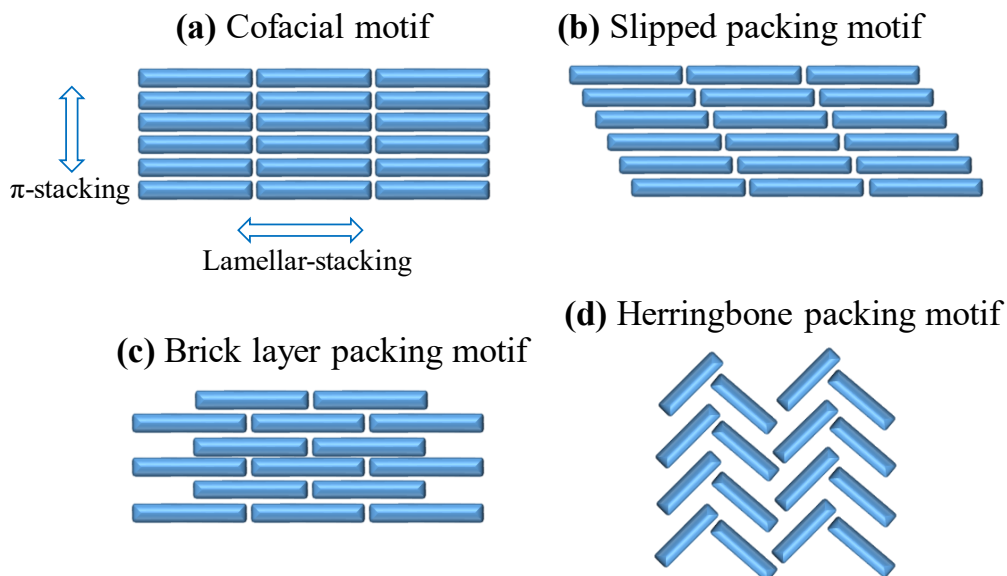 (a) Cofacial motif
(b) Slipped packing motif
π-stacking
Lamellar-stacking
(c) Brick layer packing motif
(d) Herringbone packing motif